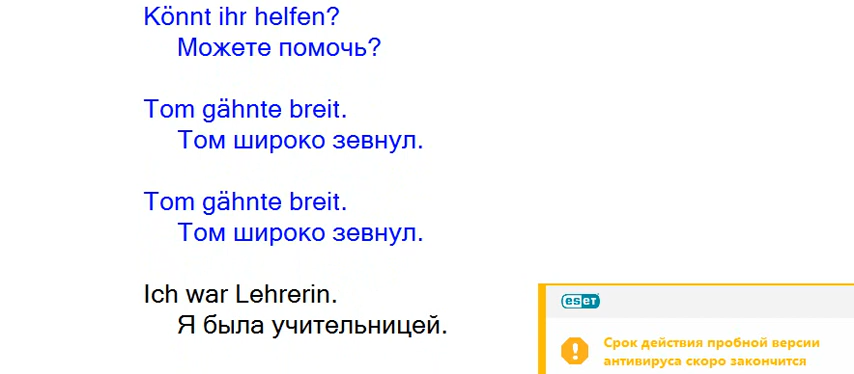 Könnt ihr helfen?
Можете помочь?
Tom gähnte breit.
Том широко зевнул.
Tom gähnte breit.
Том широко зевнул.
Ich war Lehrerin.
Я была учительницей.
eset
Срок действия пробной версии
антивируса скоро закончится